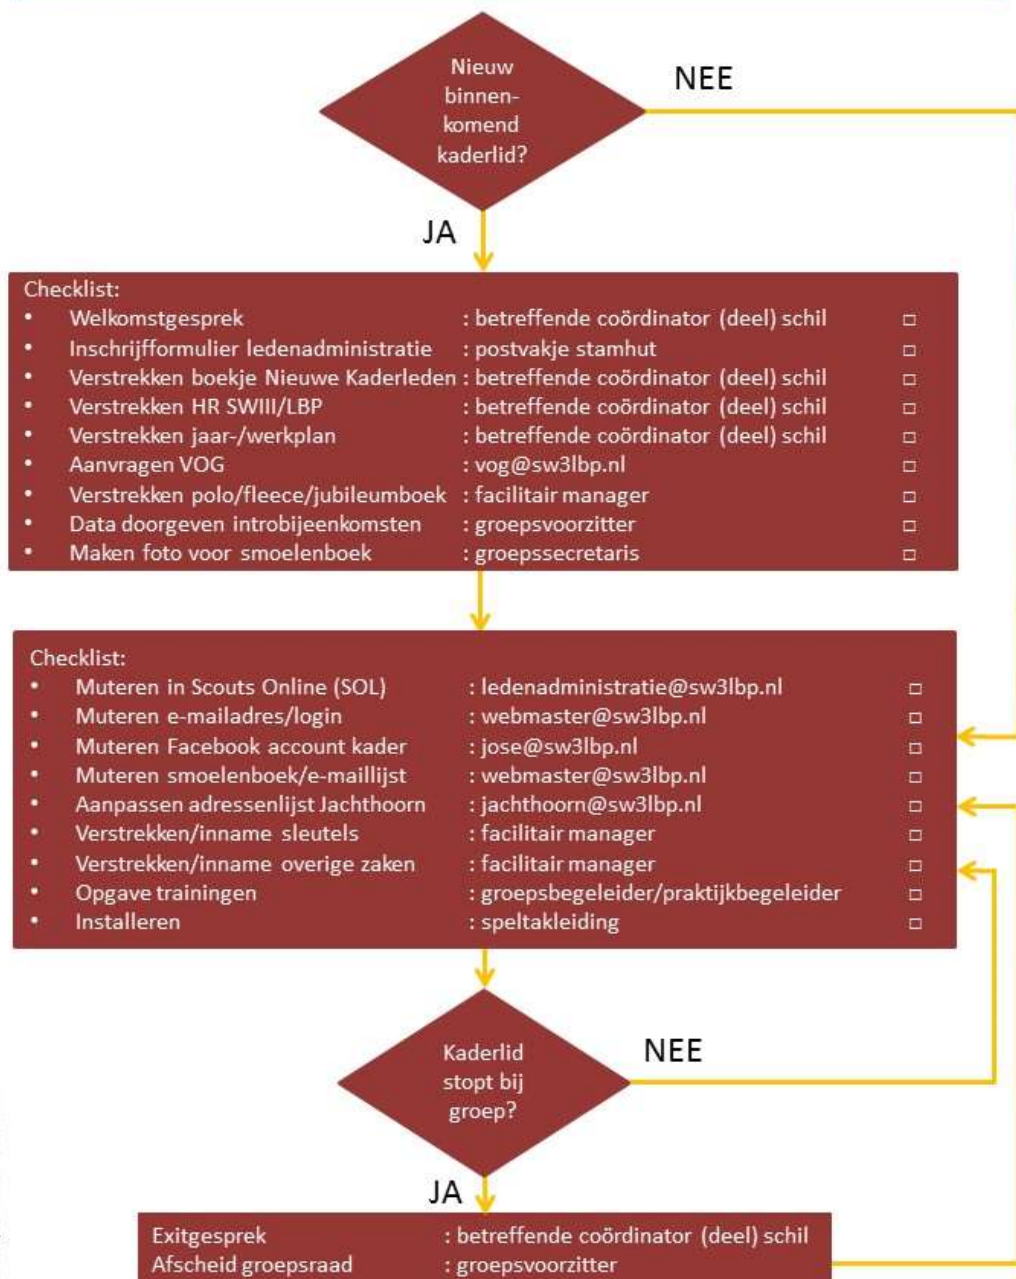 Nieuw
binnen-
komend
kaderlid?
NEE
JA
Checklist:
• Welkomstgesprek : betreffende coördinator (deel) schil □
• Inschrijfformulier ledenadministratie : postvakje stamhut □
• Verstrekken boekje Nieuwe Kaderleden : betreffende coördinator (deel) schil □
• Verstrekken HR SWIII/LBP : betreffende coördinator (deel) schil □
• Verstrekken jaar-/werkplan : betreffende coördinator (deel) schil □
• Aanvragen VOG : vog@sw3lbp.nl □
• Verstrekken polo/fleece/jubileumboek : facilitair manager □
• Data doorgeven introbijeenkomsten : groepsvoorzitter □
• Maken foto voor smoelenboek : groepssecretaris □
Checklist:
• Muteren in Scouts Online (SOL) : ledenadministratie@sw3lbp.nl □
• Muteren e-mailadres/login : webmaster@sw3lbp.nl □
• Muteren Facebook account kader : jose@sw3lbp.nl □
• Muteren smoelenboek/e-maillijst : webmaster@sw3lbp.nl □
• Aanpassen adressenlijst Jachthoorn : jachthoorn@sw3lbp.nl □
• Verstrekken/inname sleutels : facilitair manager □
• Verstrekken/inname overige zaken : facilitair manager □
• Opgave trainingen : groepsbegeleider/praktijkbegeleider □
• Installeren : speltakleiding □
Kaderlid
stopt bij
groep?
NEE
JA
Exitgesprek : betreffende coördinator (deel) schil
Afscheid groepsraad : groepsvoorzitter